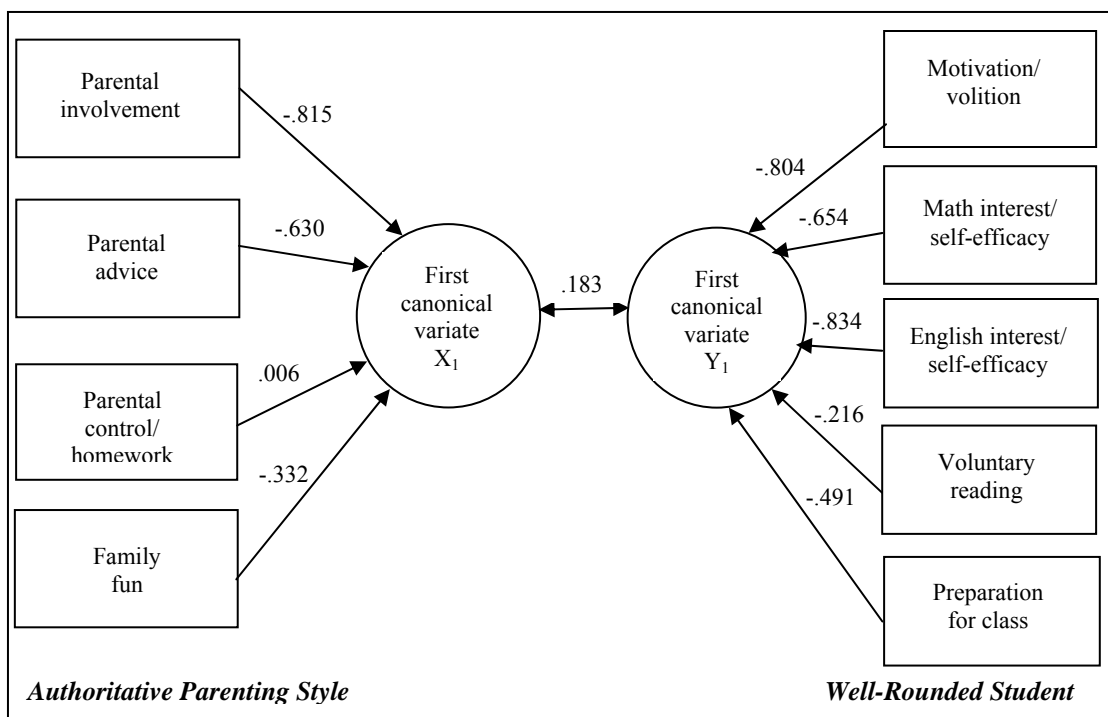 Parental
involvement
-.815
Parental
advice
-.630
Parental
control/
homework
.006
Family
fun
-.332
First
canonical
variate
X1
.183
First
canonical
variate
Y1
Motivation/
volition
-.804
Math interest/
self-efficacy
-.654
English interest/
self-efficacy
-.834
Voluntary
reading
-.216
Preparation
for class
-.491
Authoritative Parenting Style
Well-Rounded Student